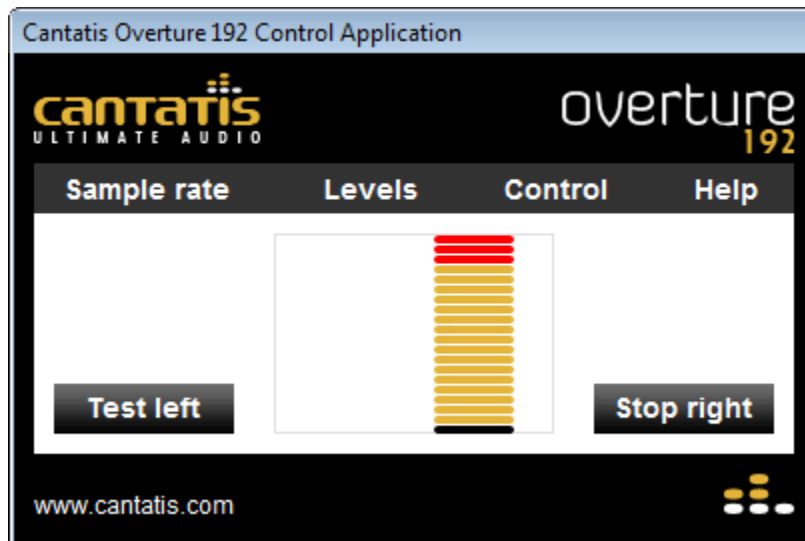 Cantatis Overture 192 Control Application
canTaTis
ULTIMATE AUDIO
overture
192
Sample rate Levels Control Help
Test left Stop right
www.cantatis.com